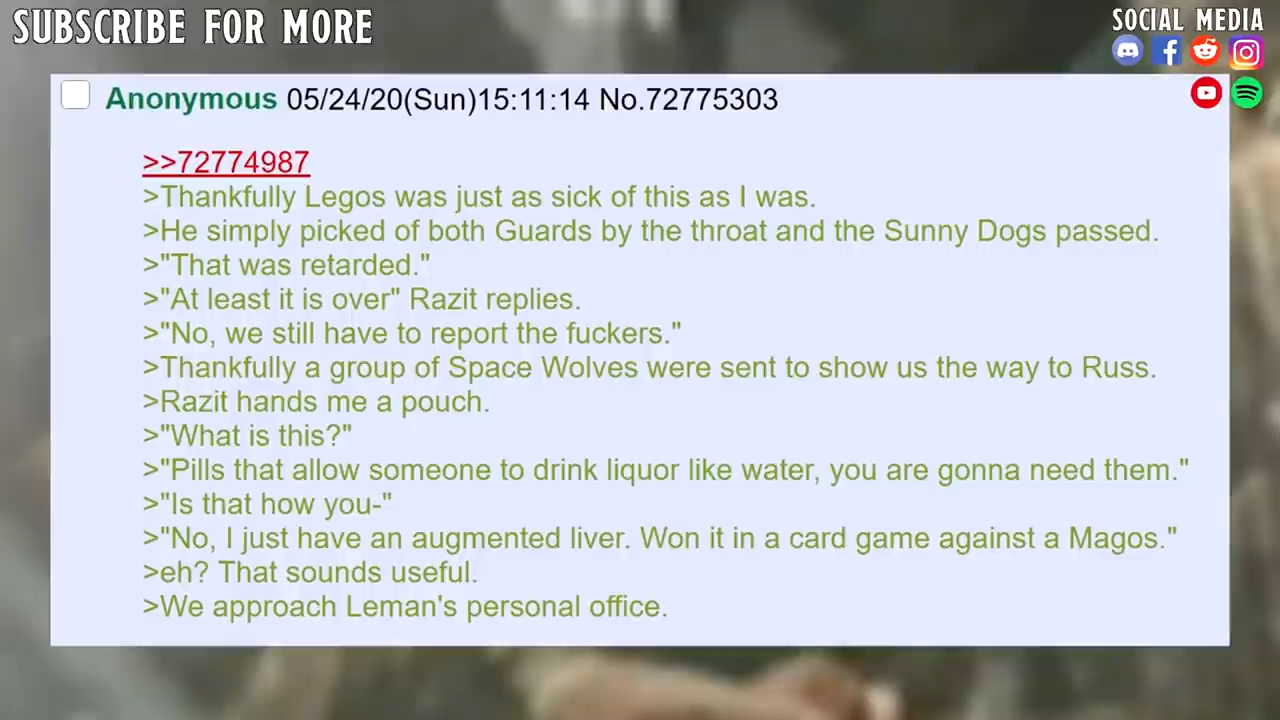 SUBSCRIBE FOR MORE
SOCIAL MEDIA
Anonymous 05/24/20(Sun)15:11:14 No.72775303
>>72774987
>Thankfully Legos was just as sick of this as I was.
>He simply picked of both Guards by the throat and the Sunny Dogs passed.
>"That was retarded."
>"At least it is over" Razit replies.
>"No, we still have to report the fuckers."
>Thankfully a group of Space Wolves were sent to show us the way to Russ.
>Razit hands me a pouch.
>"What is this?"
>"Pills that allow someone to drink liquor like water, you are gonna need them."
>"Is that how you-"
>"No, I just have an augmented liver. Won it in a card game against a Magos."
>eh? That sounds useful.
>We approach Leman's personal office.